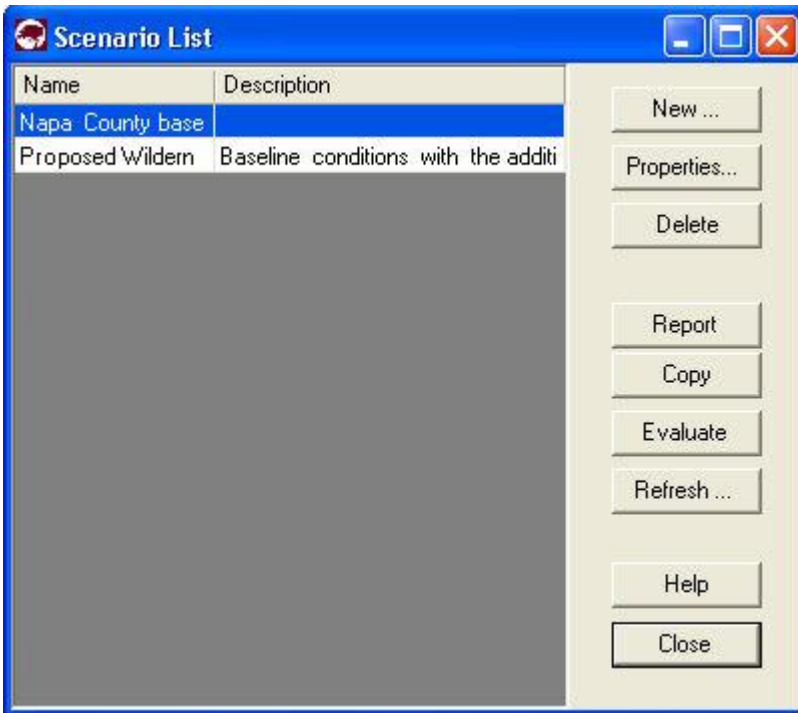 Scenario List
Name Description
Napa County base
Proposed Wildern Baseline conditions with the additi
New ...
Properties...
Delete
Report
Copy
Evaluate
Refresh ...
Help
Close